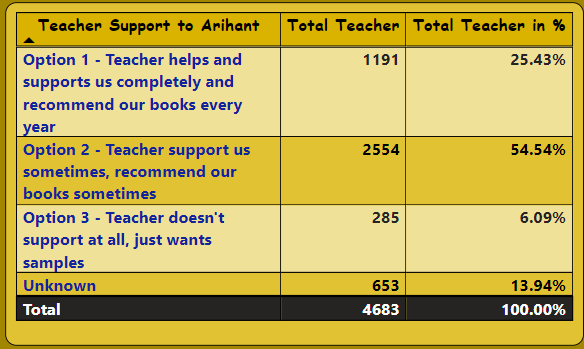 Teacher Support to Arihant Total Teacher Total Teacher in %
Option 1 - Teacher helps and 1191 25.43%
supports us completely and
recommend our books every
year
Option 2 - Teacher support us 2554 54.54%
sometimes, recommend our
books sometimes
Option 3 - Teacher doesn't 285 6.09%
support at all, just wants
samples
Unknown 653 13.94%
Total 4683 100.00%